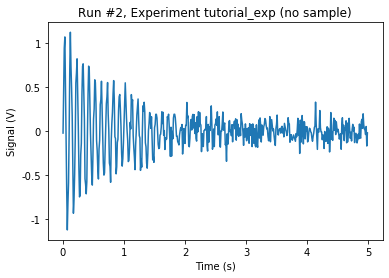 Run #2, Experiment tutorial_exp (no sample)
Signal (V)
1
0.5
0
-0.5
-1
0 1 2 3 4 5
Time (s)